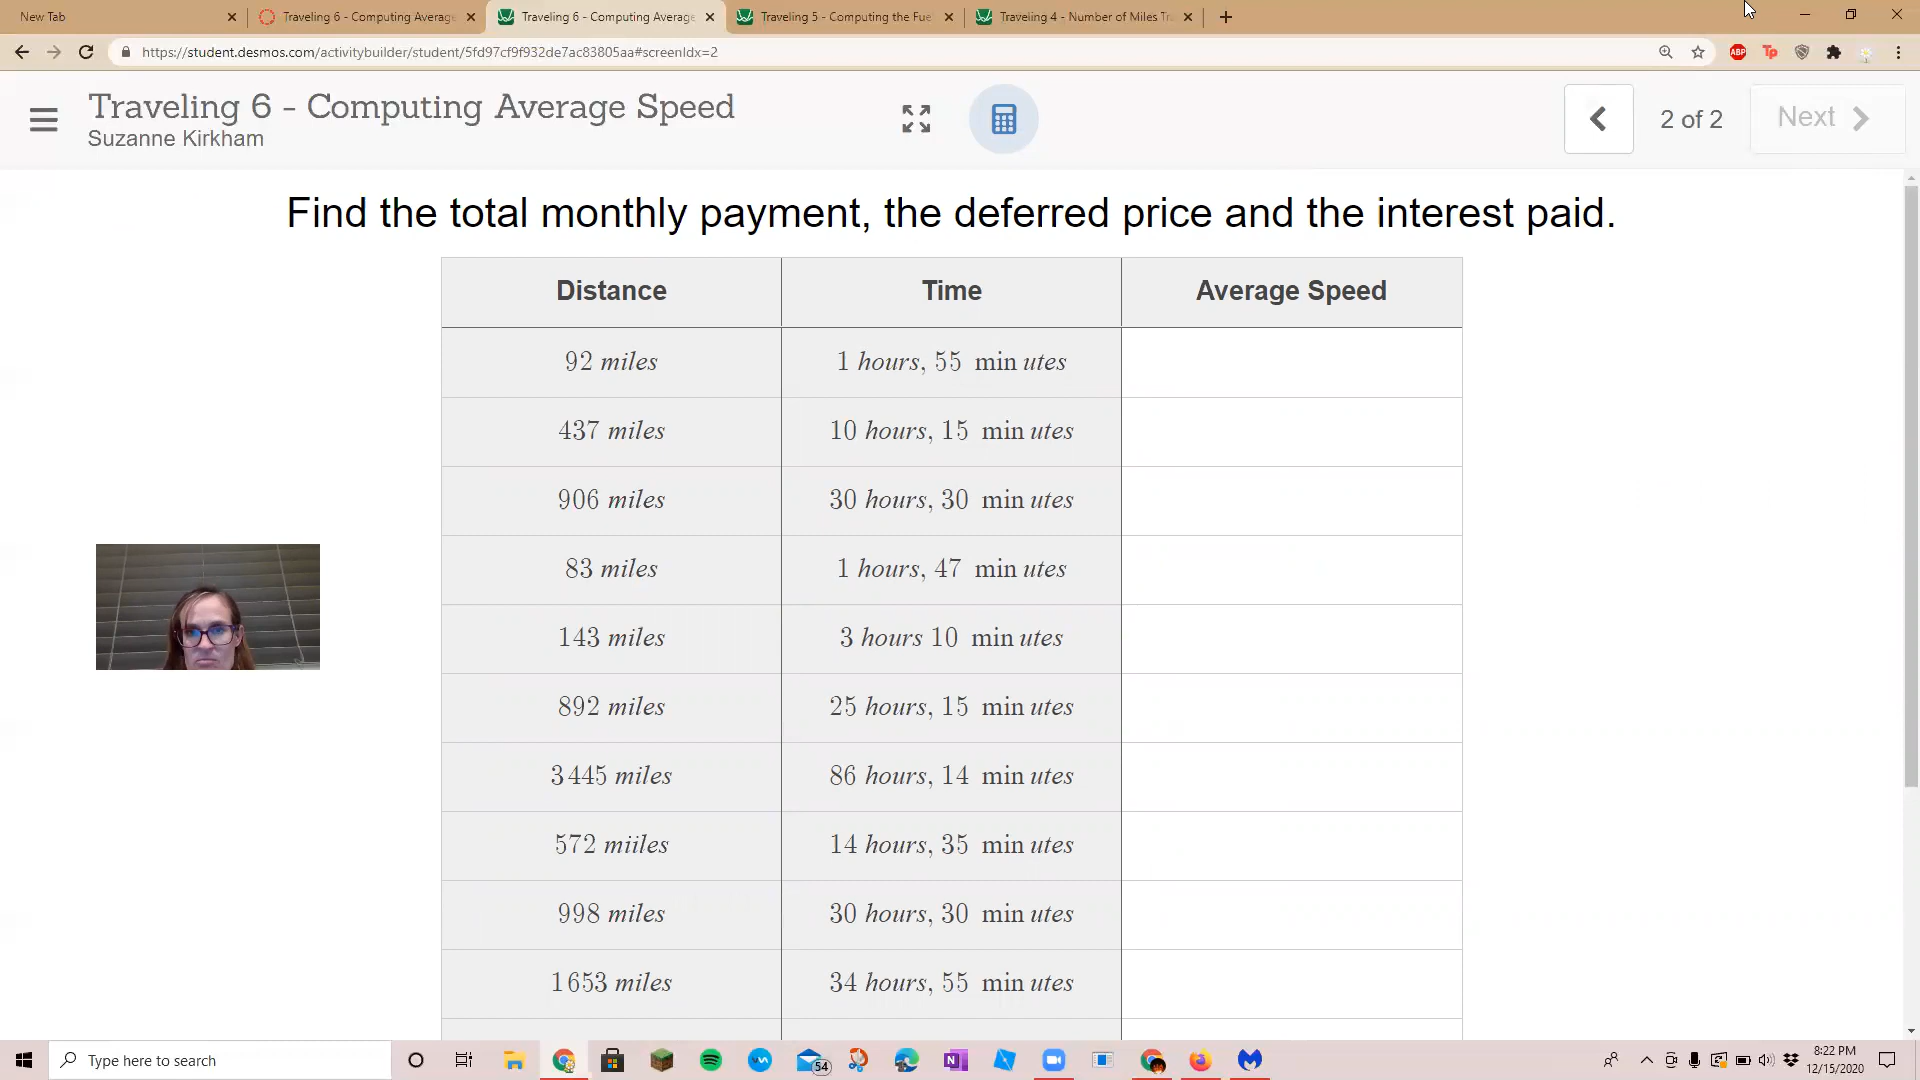 New Tab
Traveling 6 - Computing Average
Traveling 6 - Computing Average
Traveling 5 - Computing the Fue
Traveling 4 - Number of Miles Tr
https://student.desmos.com/activitybuilder/student/5fd97cf9f932de7ac83805aa#screenIdx=2
ABP
Tp
Traveling 6 - Computing Average Speed
Suzanne Kirkham
2 of 2
Next
Find the total monthly payment, the deferred price and the interest paid.
Distance Time Average Speed
92 miles 1 hours, 55 min utes
437 miles 10 hours, 15 min utes
906 miles 30 hours, 30 min utes
83 miles 1 hours, 47 min utes
143 miles 3 hours 10 min utes
892 miles 25 hours, 15 min utes
3445 miles 86 hours, 14 min utes
572 miiles 14 hours, 35 min utes
998 miles 30 hours, 30 min utes
1653 miles 34 hours, 55 min utes
Type here to search
54
N
8:22 PM
12/15/2020